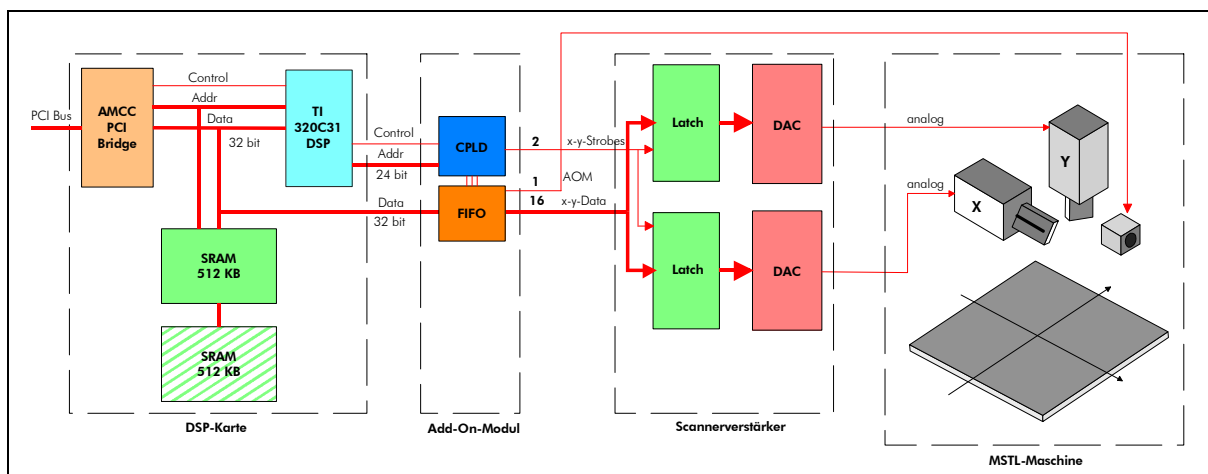 PCI Bus
AMCC
PCI
Bridge
Control
Addr
Data
32 bit
TI
320C31
DSP
SRAM
512 KB
SRAM
512 KB
DSP-Karte
Control
Addr
24 bit
Data
32 bit
CPLD
FIFO
Add-On-Modul
2
x-y-Strobes
1
AOM
16
x-y-Data
Latch
DAC
Latch
DAC
Scannerverstärker
analog
analog
Y
X
MSTL-Maschine